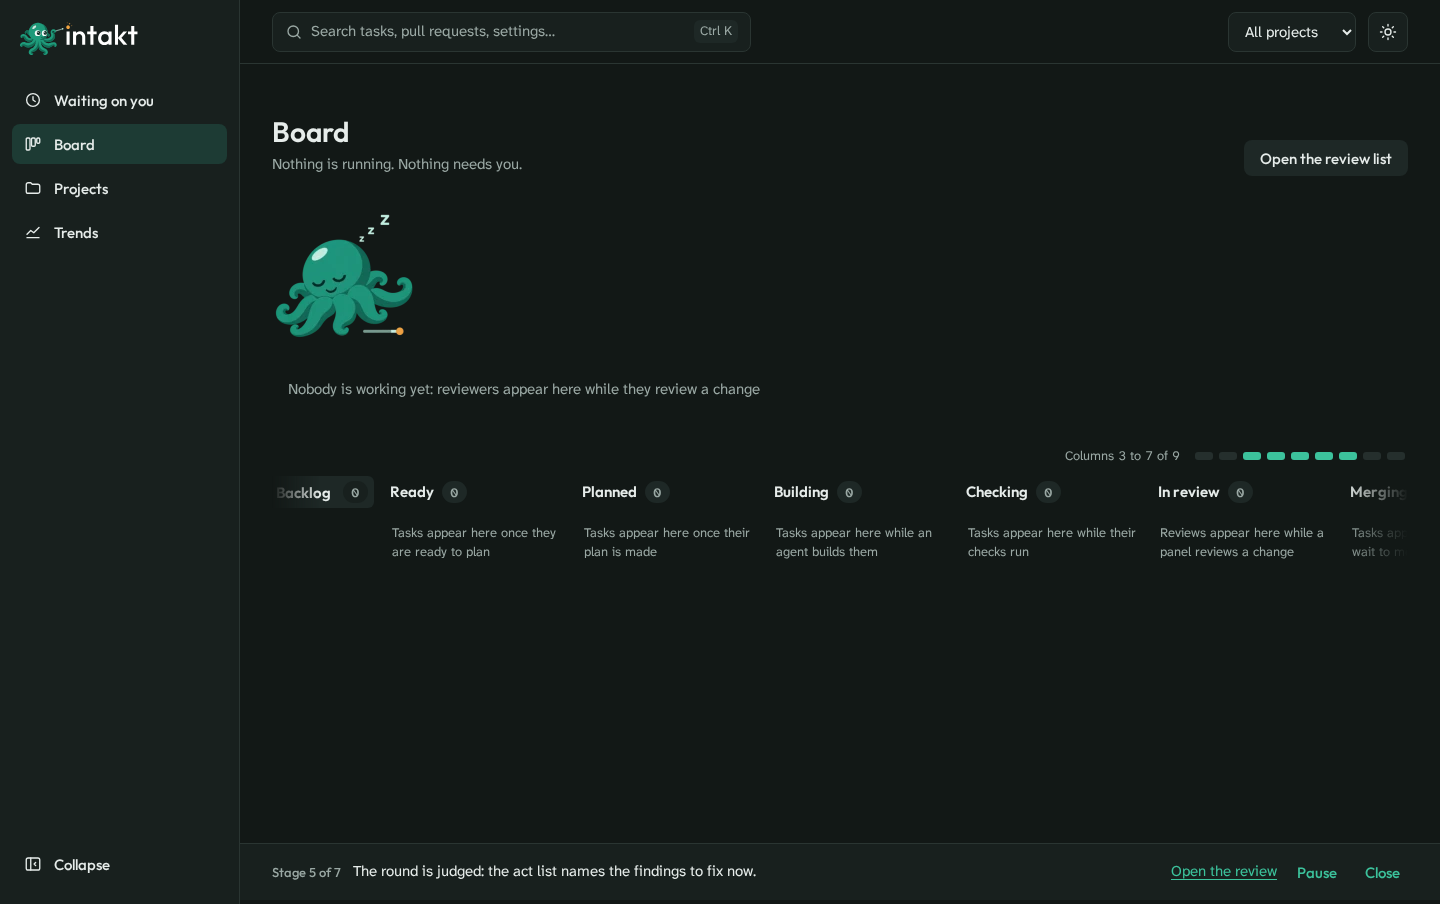 intakt
Search tasks, pull requests, settings...
Ctrl K
All projects
Waiting on you
Board
Projects
Trends
Board
Nothing is running. Nothing needs you.
Open the review list
z z z
Nobody is working yet: reviewers appear here while they review a change
Columns 3 to 7 of 9
Backlog 0
Ready 0
Tasks appear here once they
are ready to plan
Planned 0
Tasks appear here once their
plan is made
Building 0
Tasks appear here while an
agent builds them
Checking 0
Tasks appear here while their
checks run
In review 0
Reviews appear here while a
panel reviews a change
Merging
Tasks
wait to
Collapse
Stage 5 of 7
The round is judged: the act list names the findings to fix now.
Open the review
Pause
Close